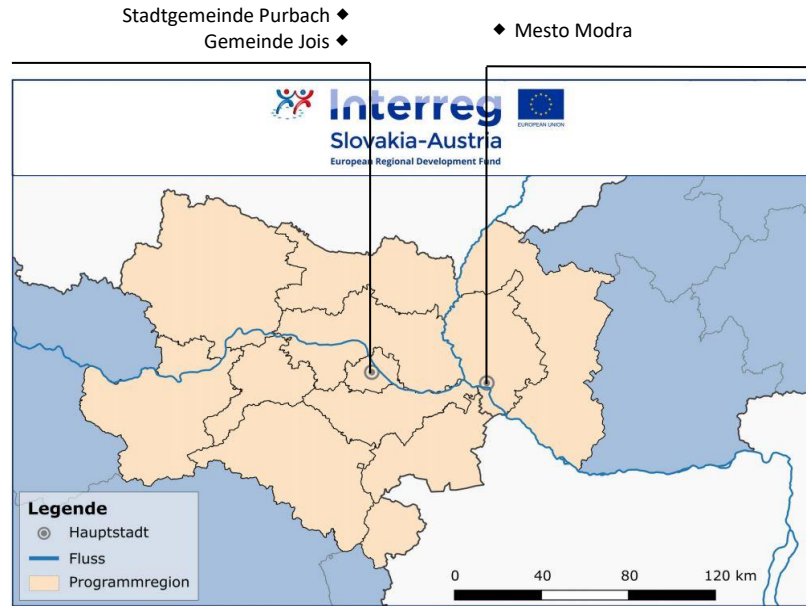 Stadtgemeinde Purbach ◆
Gemeinde Jois ◆
◆ Mesto Modra
Interreg
EUROPEAN UNION
Slovakia-Austria
European Regional Development Fund
Legende
Hauptstadt
Fluss
Programmregion
0 40 80 120 km